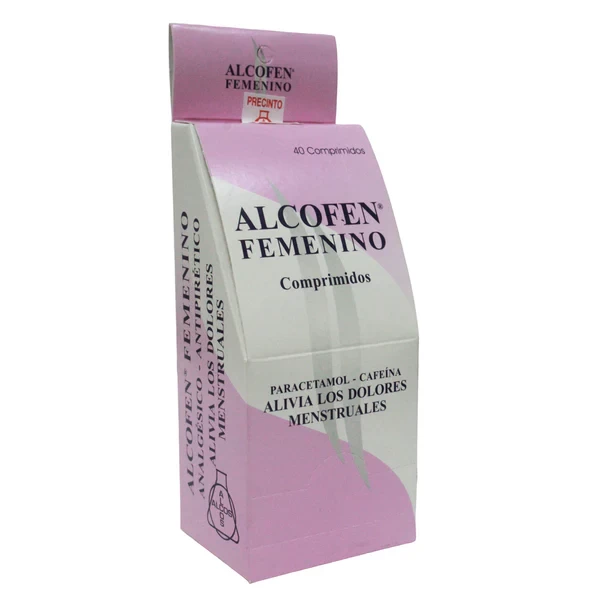 ALCOFEN®
FEMENINO
PRECINTO
40 Comprimidos
ALCOFEN®
FEMENINO
Comprimidos
PARACETAMOL - CAFEÍNA
ALIVIA LOS DOLORES
MENSTRUALES
ALCOFEN® FEMENINO
ANALGÉSICO - ANTIPIRÉTICO
ALIVIA LOS DOLORES
MENSTRUALES
ALCOS